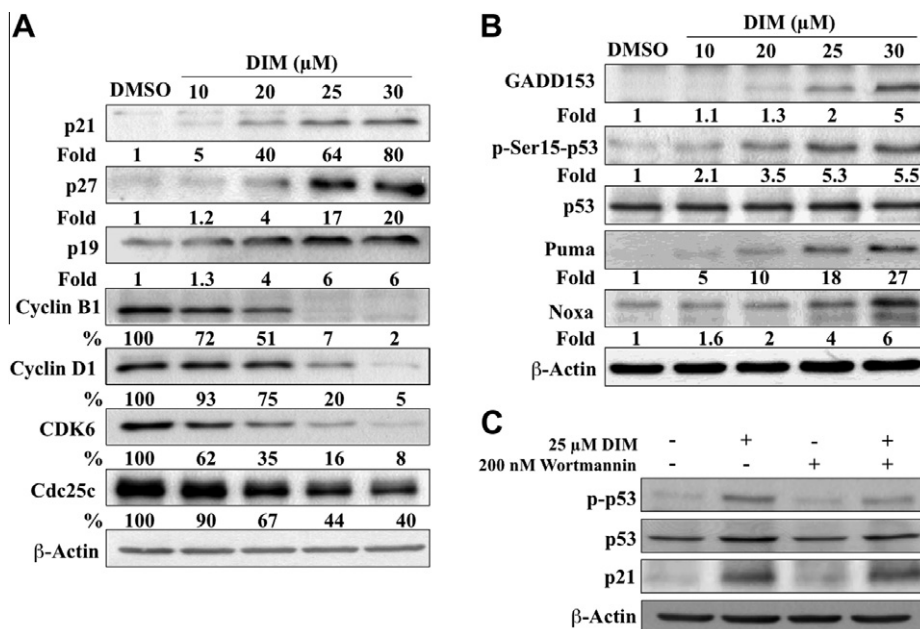 A
DIM (µM)
DMSO 10 20 25 30
p21
Fold 1 5 40 64 80
p27
Fold 1 1.2 4 17 20
p19
Fold 1 1.3 4 6 6
Cyclin B1
% 100 72 51 7 2
Cyclin D1
% 100 93 75 20 5
CDK6
% 100 62 35 16 8
Cdc25c
% 100 90 67 44 40
β-Actin
B
DIM (µM)
DMSO 10 20 25 30
GADD153
Fold 1 1.1 1.3 2 5
p-Ser15-p53
Fold 1 2.1 3.5 5.3 5.5
p53
Puma
Fold 1 5 10 18 27
Noxa
Fold 1 1.6 2 4 6
β-Actin
C
25 µM DIM - + - +
200 nM Wortmannin - - + +
p-p53
p53
p21
β-Actin